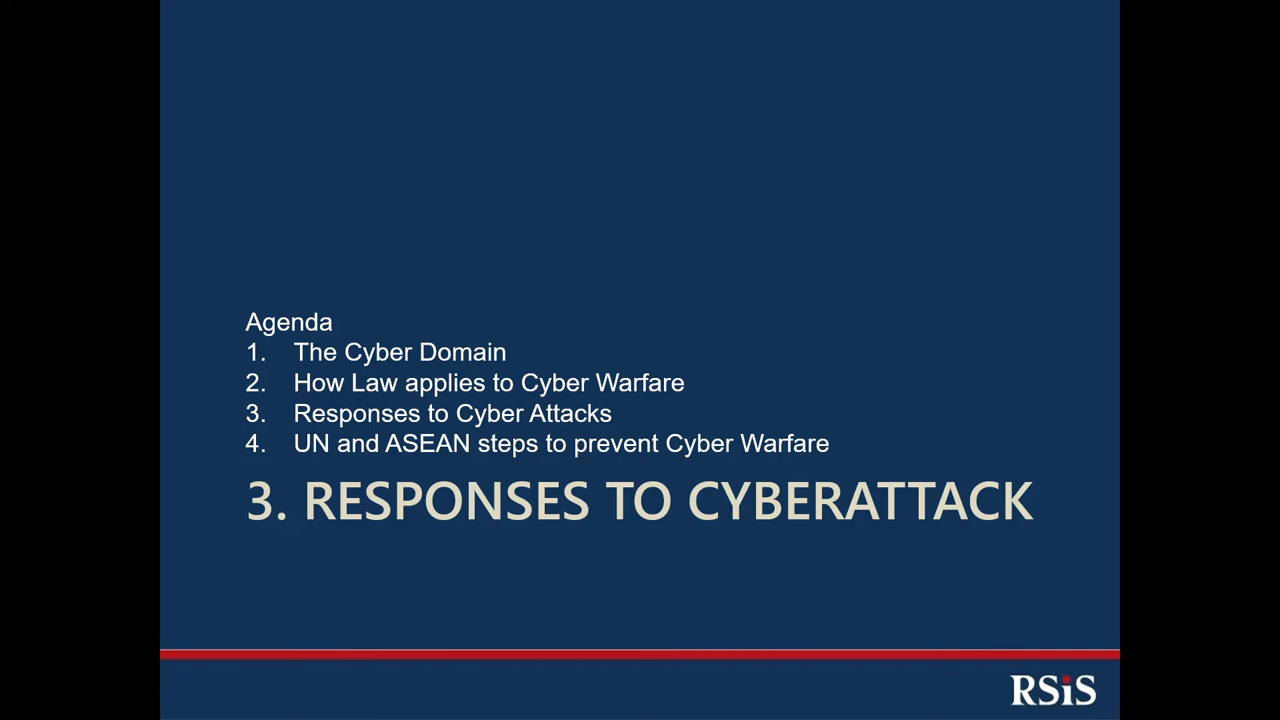 Agenda
1. The Cyber Domain
2. How Law applies to Cyber Warfare
3. Responses to Cyber Attacks
4. UN and ASEAN steps to prevent Cyber Warfare
3. RESPONSES TO CYBERATTACK
RSiS